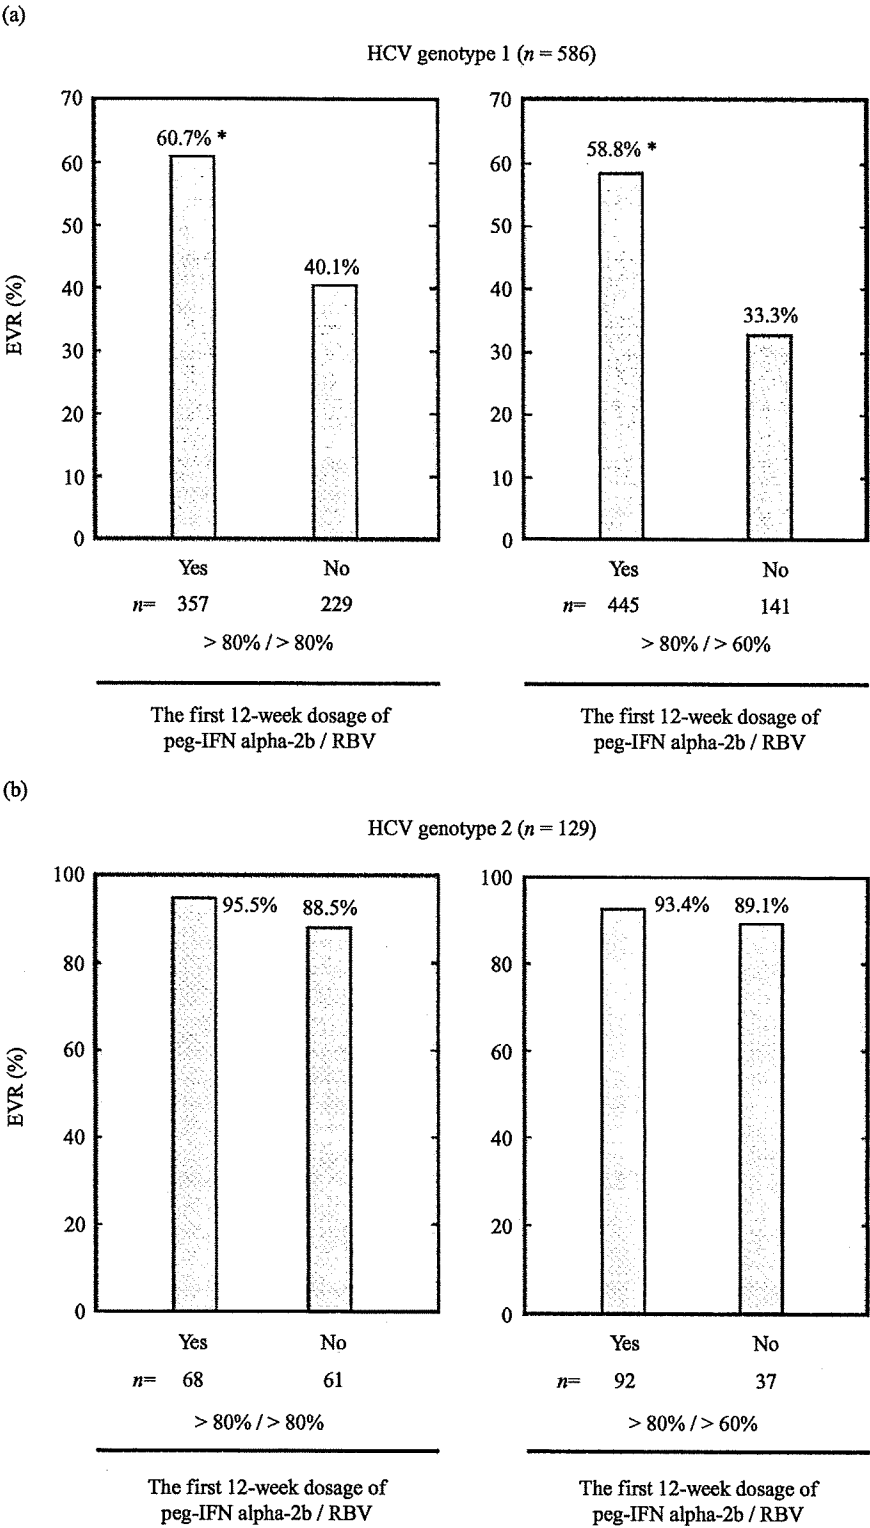 (a)
HCV genotype 1 (n = 586)
EVR (%)
70
60
50
40
30
20
10
0
60.7% *
40.1%
Yes No
n= 357 229
> 80% / > 80%
The first 12-week dosage of
peg-IFN alpha-2b / RBV
70
60
50
40
30
20
10
0
58.8% *
33.3%
Yes No
n= 445 141
> 80% / > 60%
The first 12-week dosage of
peg-IFN alpha-2b / RBV
(b)
HCV genotype 2 (n = 129)
EVR (%)
100
80
60
40
20
0
95.5% 88.5%
Yes No
n= 68 61
> 80% / > 80%
The first 12-week dosage of
peg-IFN alpha-2b / RBV
100
80
60
40
20
0
93.4% 89.1%
Yes No
n= 92 37
> 80% / > 60%
The first 12-week dosage of
peg-IFN alpha-2b / RBV